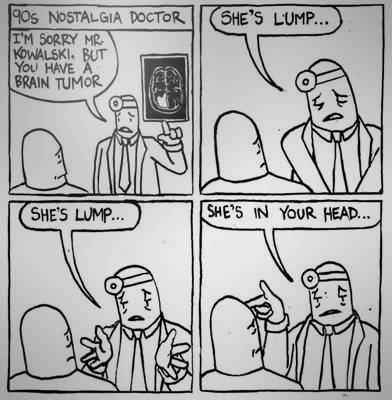 90s NOSTALGIA DOCTOR
I'M SORRY MR.
KOWALSKI, BUT
YOU HAVE A
BRAIN TUMOR
SHE'S LUMP...
SHE'S LUMP...
SHE'S IN YOUR HEAD...